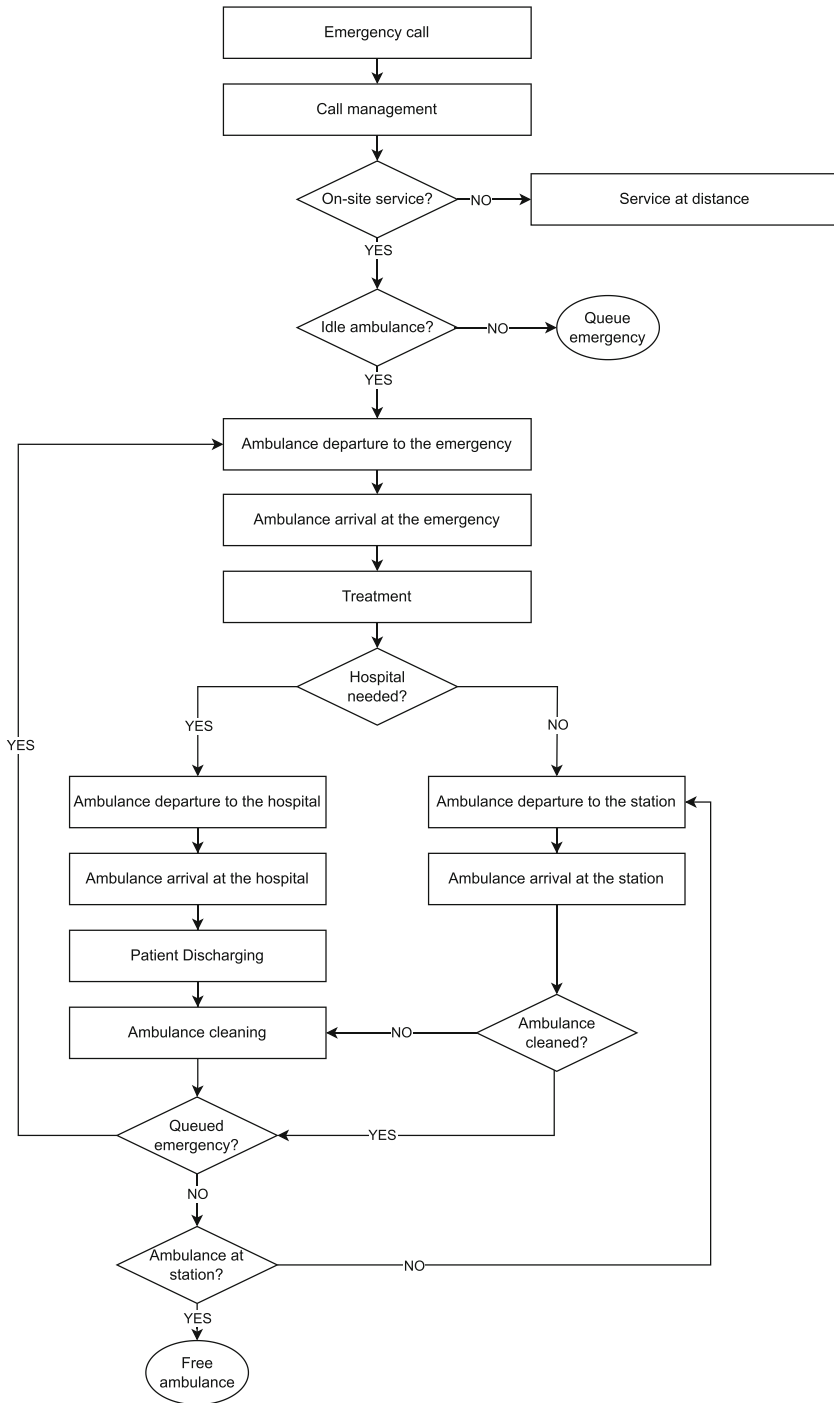 Emergency call
Call management
On-site service?
NO
Service at distance
YES
Idle ambulance?
NO
Queue
emergency
YES
Ambulance departure to the emergency
Ambulance arrival at the emergency
Treatment
Hospital
needed?
YES
NO
YES
Ambulance departure to the hospital
Ambulance departure to the station
Ambulance arrival at the hospital
Ambulance arrival at the station
Patient Discharging
Ambulance cleaning
NO
Ambulance
cleaned?
Queued
emergency?
YES
NO
Ambulance at
station?
NO
YES
Free
ambulance